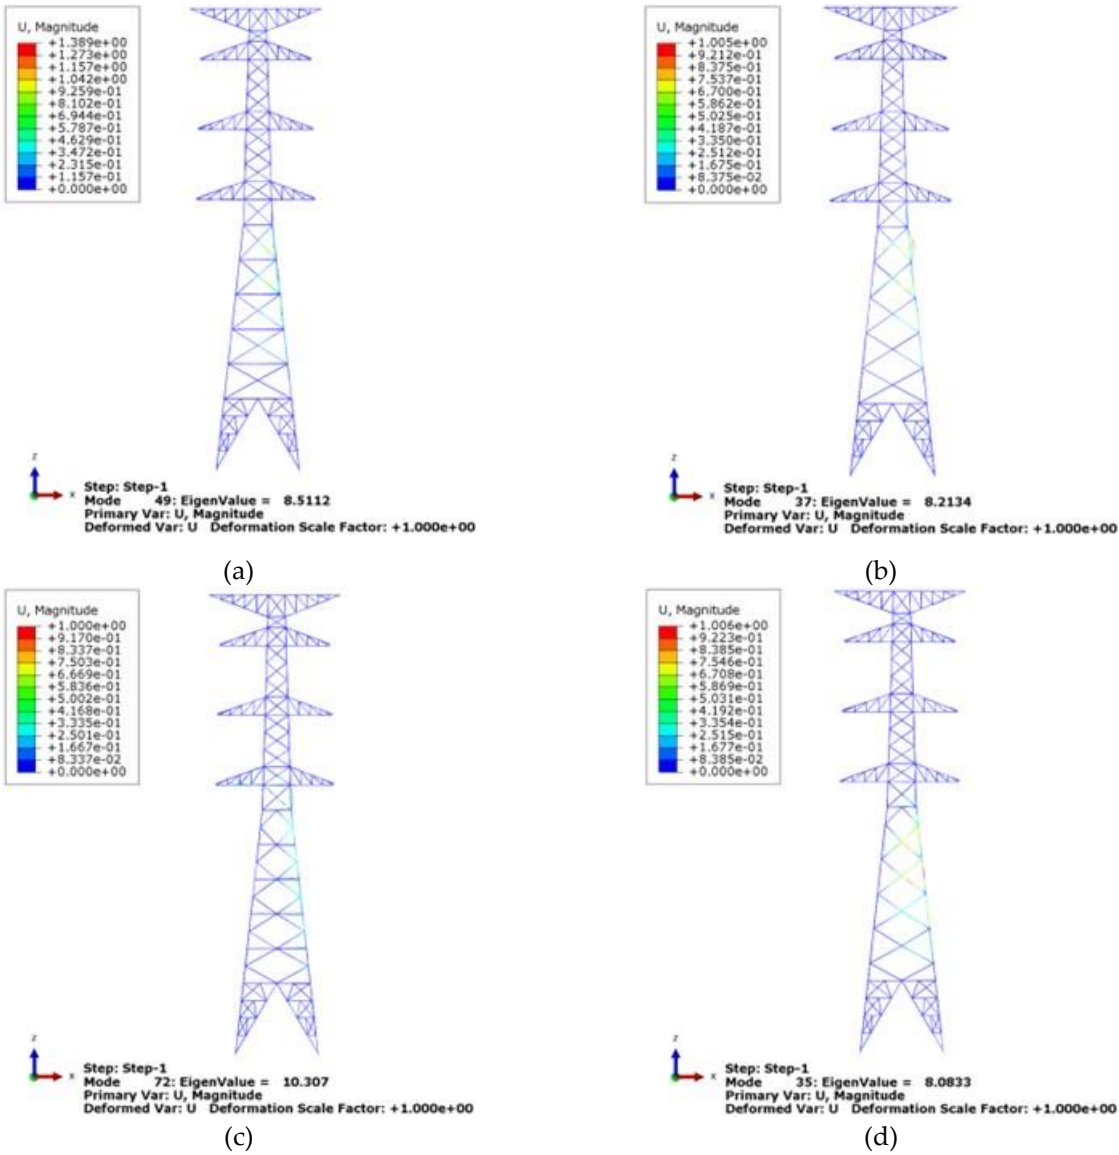 U, Magnitude
+1.389e+00
+1.273e+00
+1.157e+00
+1.042e+00
+9.259e-01
+8.102e-01
+6.944e-01
+5.787e-01
+4.629e-01
+3.472e-01
+2.315e-01
+1.157e-01
+0.000e+00
z
x
Step: Step-1
Mode 49: EigenValue = 8.5112
Primary Var: U, Magnitude
Deformed Var: U Deformation Scale Factor: +1.000e+00
(a)
U, Magnitude
+1.005e+00
+9.212e-01
+8.375e-01
+7.537e-01
+6.700e-01
+5.862e-01
+5.025e-01
+4.187e-01
+3.350e-01
+2.512e-01
+1.675e-01
+8.375e-02
+0.000e+00
z
x
Step: Step-1
Mode 37: EigenValue = 8.2134
Primary Var: U, Magnitude
Deformed Var: U Deformation Scale Factor: +1.000e+00
(b)
U, Magnitude
+1.000e+00
+9.170e-01
+8.337e-01
+7.503e-01
+6.669e-01
+5.836e-01
+5.002e-01
+4.168e-01
+3.335e-01
+2.501e-01
+1.667e-01
+8.337e-02
+0.000e+00
z
x
Step: Step-1
Mode 72: EigenValue = 10.307
Primary Var: U, Magnitude
Deformed Var: U Deformation Scale Factor: +1.000e+00
(c)
U, Magnitude
+1.006e+00
+9.223e-01
+8.385e-01
+7.546e-01
+6.708e-01
+5.869e-01
+5.031e-01
+4.192e-01
+3.354e-01
+2.515e-01
+1.677e-01
+8.385e-02
+0.000e+00
z
x
Step: Step-1
Mode 35: EigenValue = 8.0833
Primary Var: U, Magnitude
Deformed Var: U Deformation Scale Factor: +1.000e+00
(d)